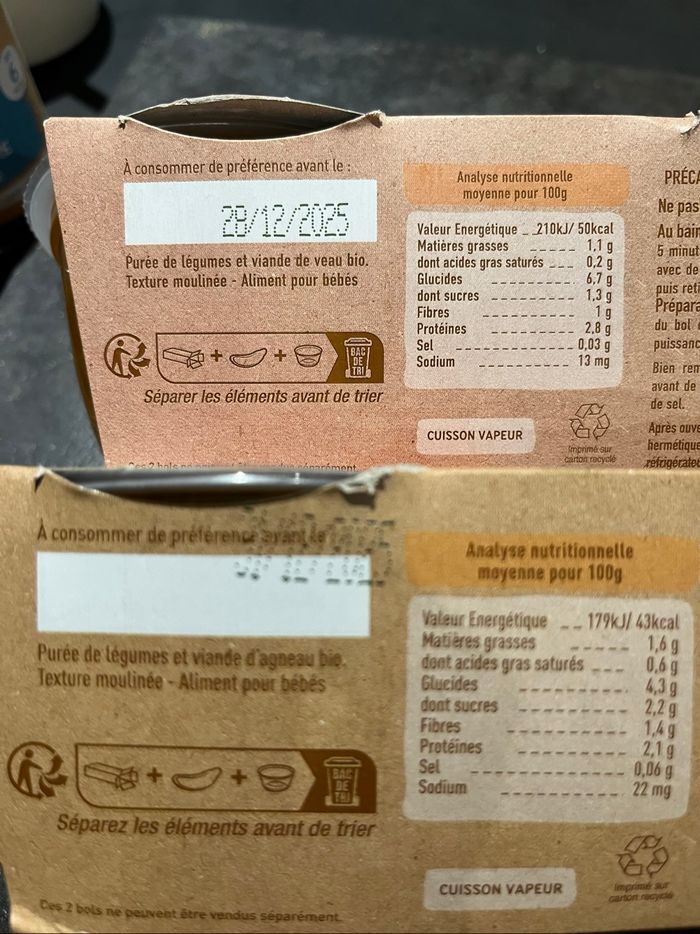 À consommer de préférence avant le :
28/12/2025
Purée de légumes et viande de veau bio.
Texture moulinée - Aliment pour bébés
BAC
DE
TRI
Séparer les éléments avant de trier
Analyse nutritionnelle
moyenne pour 100g
Valeur Energétique 210kJ/ 50kcal
Matières grasses 1,1 g
dont acides gras saturés 0,2 g
Glucides 6,7 g
dont sucres 1,3 g
Fibres 1 g
Protéines 2,8 g
Sel 0,03 g
Sodium 13 mg
CUISSON VAPEUR
Imprimé sur
carton recyclé
Ne pas
5 minut
avec de
puis reti
Prépara
du bol
puissanc
Bien rem
avant de
de sel.
Après ouve
hermétique
réfrigérate
À consommer de préférence avant le
Purée de légumes et viande d'agneau bio.
Texture moulinée - Aliment pour bébés
BAC
DE
TRI
Séparez les éléments avant de trier
Ces 2 bols ne peuvent être vendus séparément.
Analyse nutritionnelle
moyenne pour 100g
Valeur Energétique 179kJ/ 43kcal
Matières grasses 1,6 g
dont acides gras saturés 0,6 g
Glucides 4,3 g
dont sucres 2,2 g
Fibres 1,4 g
Protéines 2,1 g
Sel 0,06 g
Sodium 22 mg
CUISSON VAPEUR
Imprimé sur
carton recyclé